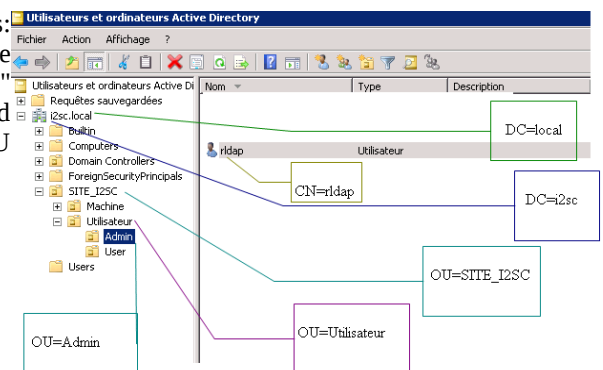 s:
e
"
d
U
Utilisateurs et ordinateurs Active Directory
Fichier Action Affichage ?
Utilisateurs et ordinateurs Active Di
Requêtes sauvegardées
i2sc.local
Builtin
Computers
Domain Controllers
ForeignSecurityPrincipals
SITE_I2SC
Machine
Utilisateur
Admin
User
Users
Nom Type Description
rldap Utilisateur
DC=local
CN=rldap
DC=i2sc
OU=SITE_I2SC
OU=Utilisateur
OU=Admin